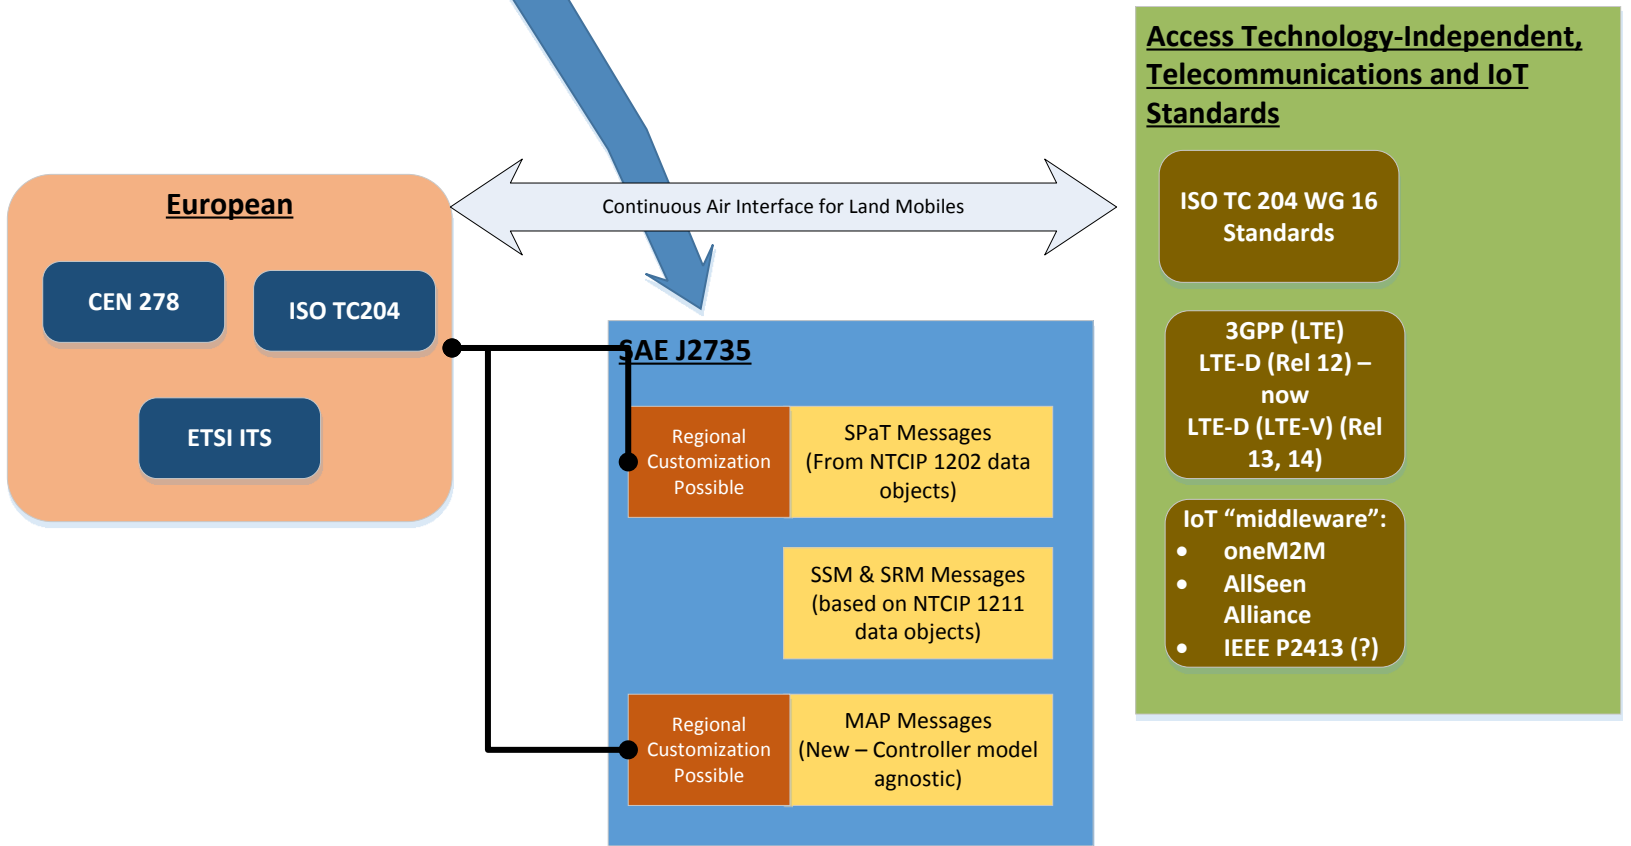 Access Technology-Independent,
Telecommunications and IoT
Standards
ISO TC 204 WG 16
Standards
3GPP (LTE)
LTE-D (Rel 12) –
now
LTE-D (LTE-V) (Rel
13, 14)
IoT “middleware”:
• oneM2M
• AllSeen
Alliance
• IEEE P2413 (?)
Continuous Air Interface for Land Mobiles
European
CEN 278
ISO TC204
ETSI ITS
SAE J2735
Regional
Customization
Possible
SPaT Messages
(From NTCIP 1202 data
objects)
SSM & SRM Messages
(based on NTCIP 1211
data objects)
Regional
Customization
Possible
MAP Messages
(New – Controller model
agnostic)